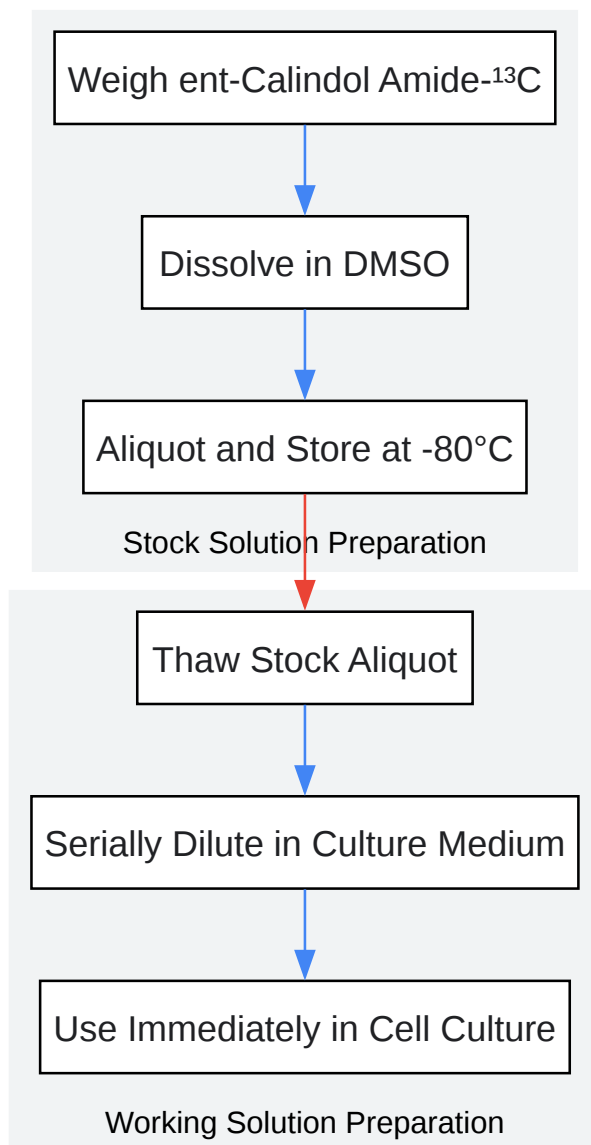 Weigh ent-Calindol Amide-¹³C
Dissolve in DMSO
Aliquot and Store at -80°C
Stock Solution Preparation
Thaw Stock Aliquot
Serially Dilute in Culture Medium
Use Immediately in Cell Culture
Working Solution Preparation